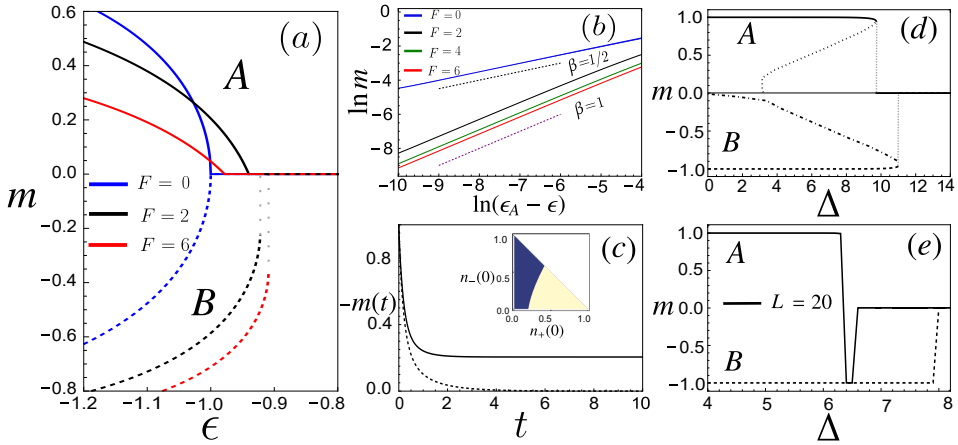 (a)
A
B
m
0.6
0.4
0.2
0.0
−0.2
−0.4
−0.6
−0.8
F = 0
F = 2
F = 6
−1.2
−1.1
−1.0
−0.9
−0.8
ϵ
(b)
F = 0
F = 2
F = 4
F = 6
β=1/2
β=1
ln m
−2
−4
−6
−8
−10
−9
−8
−7
−6
−5
−4
ln(ϵ_A − ϵ)
(c)
−m(t)
0.8
0.4
0.0
0
2
4
6
8
10
t
n₋(0)
1.0
0.5
0.0
0.0
0.5
1.0
n₊(0)
(d)
A
B
m
1.0
0.5
0.0
−0.5
−1.0
0
2
4
6
8
10
12
14
Δ
(e)
A
B
L = 20
m
1.0
0.5
0.0
−0.5
−1.0
4
5
6
7
8
Δ